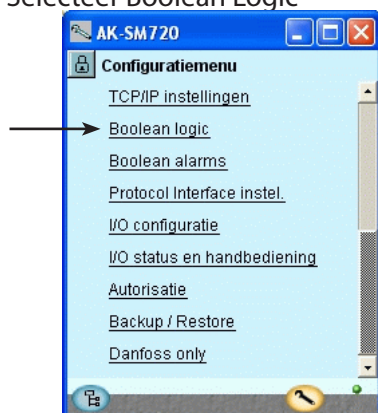 Selecteer Boolean Logic
AK-SM720
Configuratiemenu
TCP/IP instellingen
Boolean logic
Boolean alarms
Protocol Interface instel.
I/O configuratie
I/O status en handbediening
Autorisatie
Backup / Restore
Danfoss only